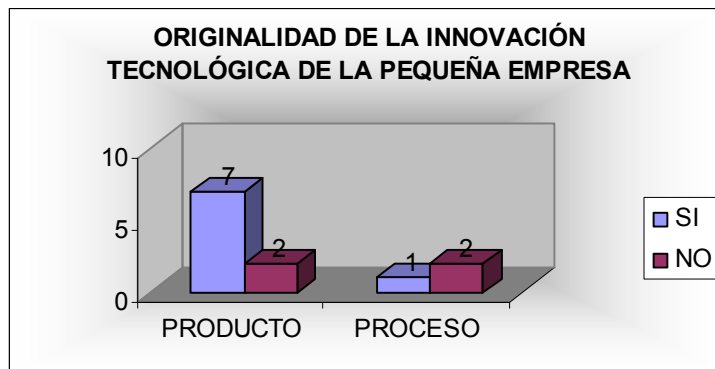 ORIGINALIDAD DE LA INNOVACIÓN
TECNOLÓGICA DE LA PEQUEÑA EMPRESA
10
5
0
7
2
1
2
PRODUCTO
PROCESO
SI
NO